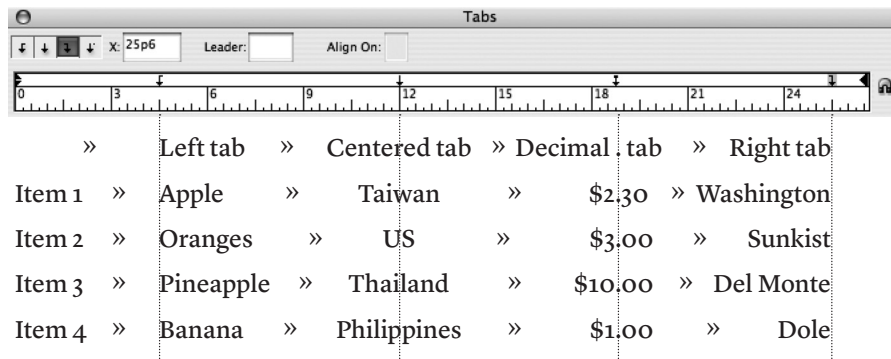 Tabs
X: 25p6 Leader: Align On:
0 3 6 9 12 15 18 21 24
» Left tab » Centered tab » Decimal . tab » Right tab
Item 1 » Apple » Taiwan » $2.30 » Washington
Item 2 » Oranges » US » $3.00 » Sunkist
Item 3 » Pineapple » Thailand » $10.00 » Del Monte
Item 4 » Banana » Philippines » $1.00 » Dole